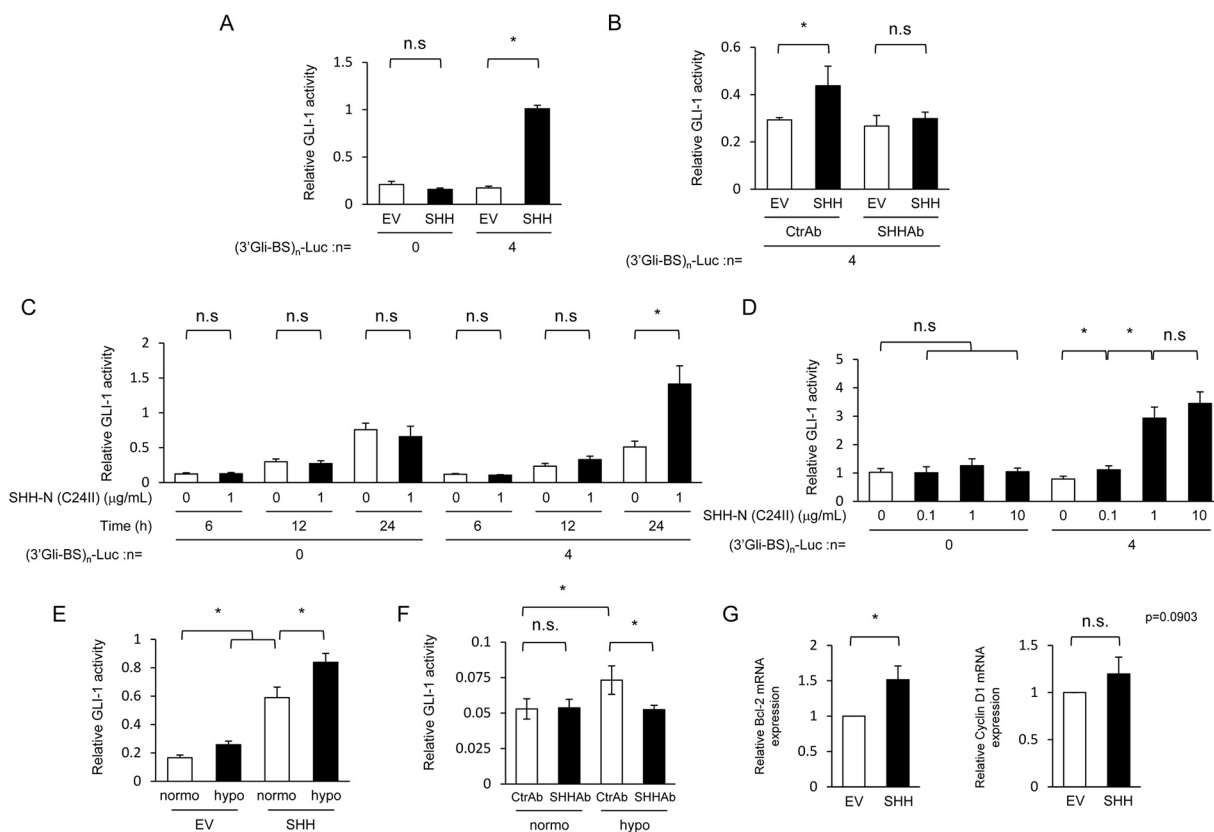 A
n.s
*
Relative GLI-1 activity
1.5
1
0.5
0
EV SHH EV SHH
(3'Gli-BS)n-Luc :n= 0 4
B
* n.s
Relative GLI-1 activity
0.6
0.4
0.2
0
EV SHH EV SHH
CtrAb SHHAb
(3'Gli-BS)n-Luc :n= 4
C
n.s n.s n.s n.s n.s *
Relative GLI-1 activity
2
1.5
1
0.5
0
SHH-N (C24II) (μg/mL) 0 1 0 1 0 1 0 1 0 1 0 1
Time (h) 6 12 24 6 12 24
(3'Gli-BS)n-Luc :n= 0 4
D
n.s * * n.s
Relative GLI-1 activity
5
4
3
2
1
0
SHH-N (C24II) (μg/mL) 0 0.1 1 10 0 0.1 1 10
(3'Gli-BS)n-Luc :n= 0 4
E
* *
Relative GLI-1 activity
1
0.8
0.6
0.4
0.2
0
normo hypo normo hypo
EV SHH
F
*
n.s. *
Relative GLI-1 activity
0.1
0.075
0.05
0.025
0
CtrAb SHHAb CtrAb SHHAb
normo hypo
G
*
Relative Bcl-2 mRNA
expression
2
1.5
1
0.5
0
EV SHH
n.s.
p=0.0903
Relative Cyclin D1 mRNA
expression
1.5
1
0.5
0
EV SHH